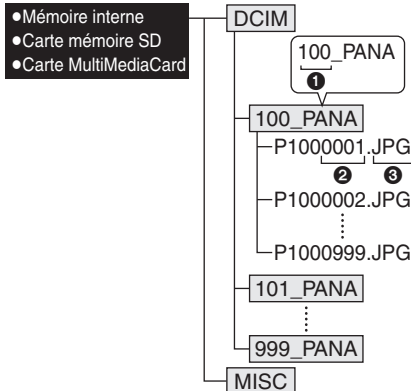 ●Mémoire interne
●Carte mémoire SD
●Carte MultiMediaCard
DCIM
100_PANA
❶
100_PANA
P1000001.JPG
❷ ❸
P1000002.JPG
P1000999.JPG
101_PANA
999_PANA
MISC